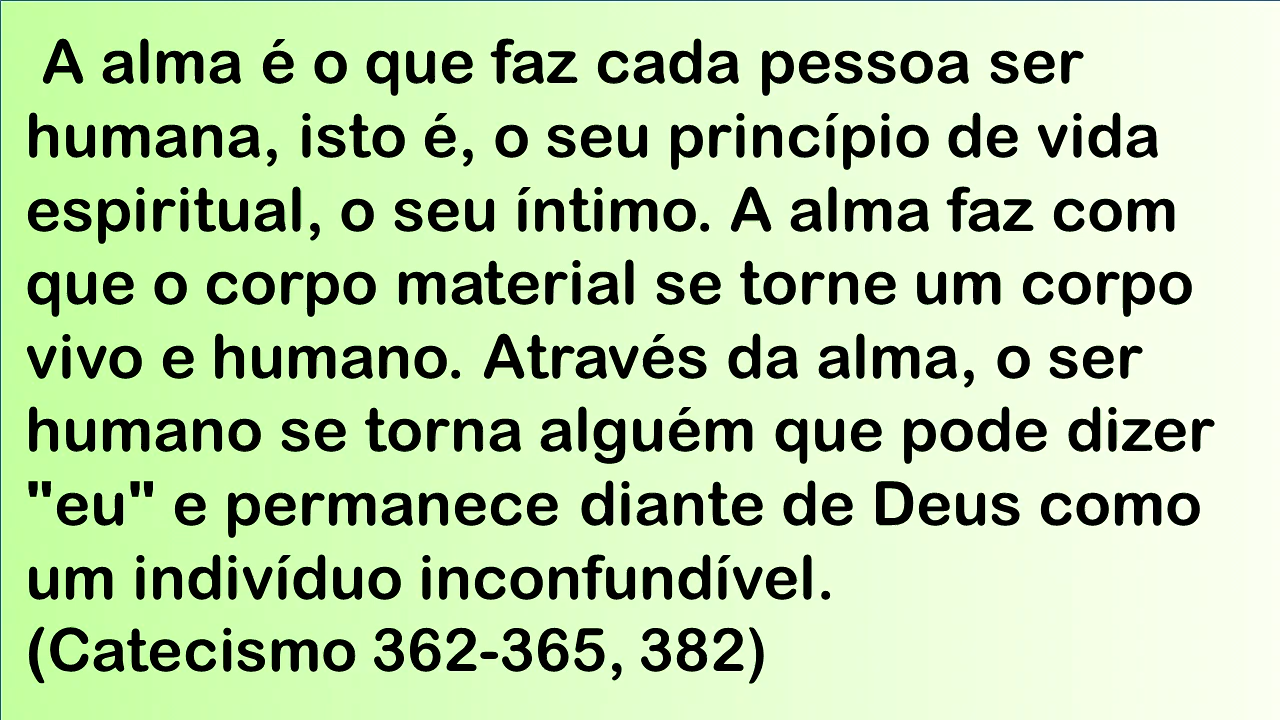 A alma é o que faz cada pessoa ser
humana, isto é, o seu princípio de vida
espiritual, o seu íntimo. A alma faz com
que o corpo material se torne um corpo
vivo e humano. Através da alma, o ser
humano se torna alguém que pode dizer
"eu" e permanece diante de Deus como
um indivíduo inconfundível.
(Catecismo 362-365, 382)